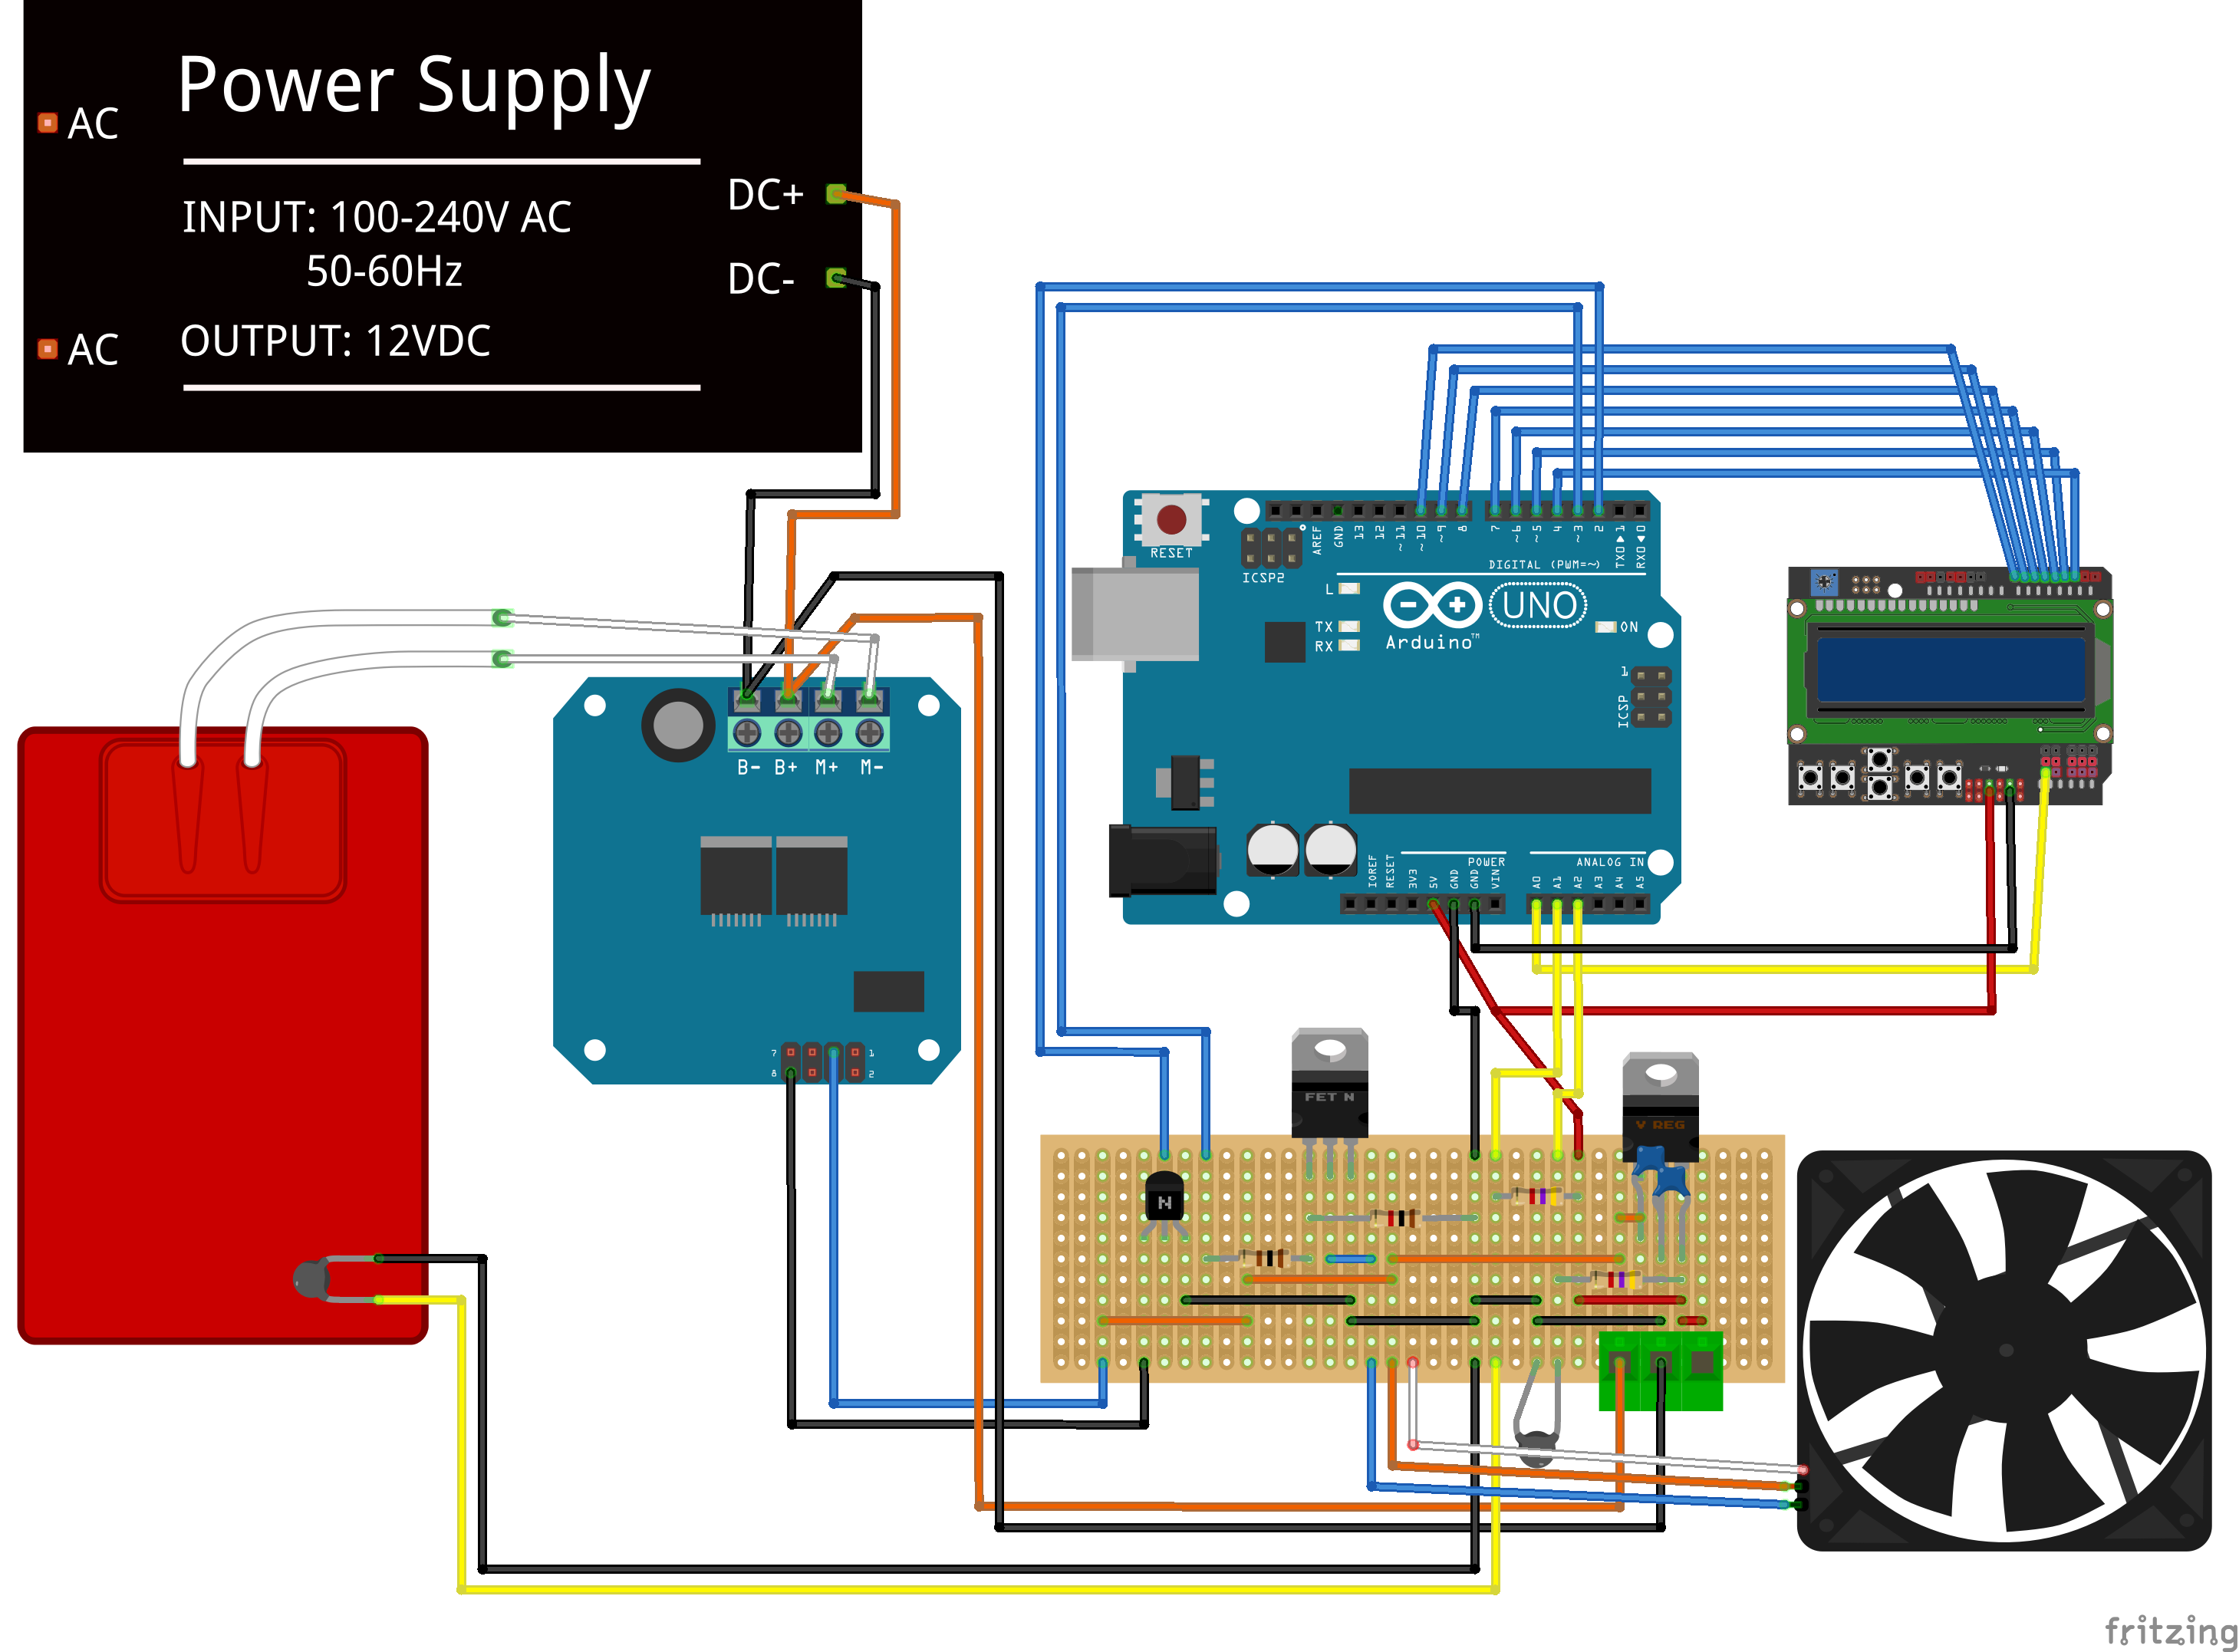 Power Supply
AC
INPUT: 100-240V AC
50-60Hz
DC+
DC-
AC
OUTPUT: 12VDC
RESET
ICSP2
AREF
GND
13
12
~11
~10
~9
8
7
~6
~5
4
~3
2
TX0▶1
RX0◀0
DIGITAL (PWM=~)
L
TX
RX
UNO
Arduino™
ON
1
ICSP
B-
B+
M+
M-
IOREF
RESET
3V3
5V
GND
GND
VIN
POWER
ANALOG IN
A0
A1
A2
A3
A4
A5
7
1
8
2
FET N
V REG
N
fritzing